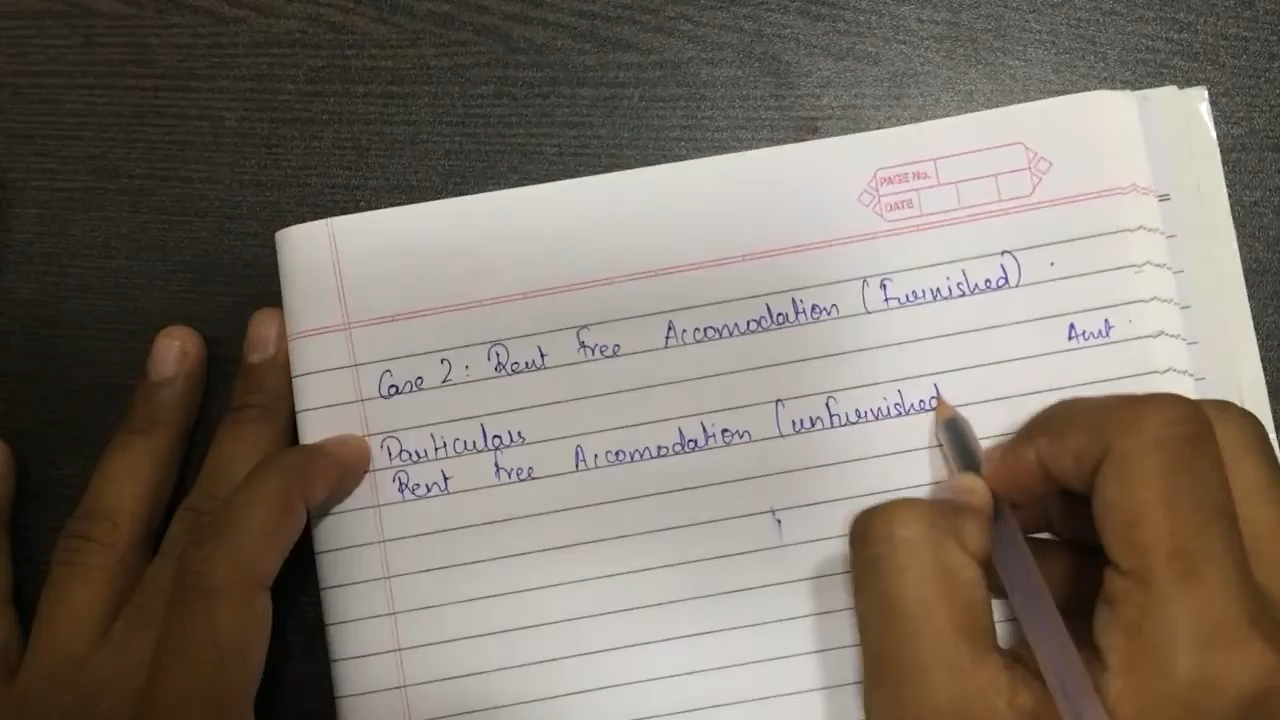 PAGE No.
DATE
Case 2: Rent free Accomodation (Furnished).
Amt.
Particulars
Rent free Accomodation (unfurnished